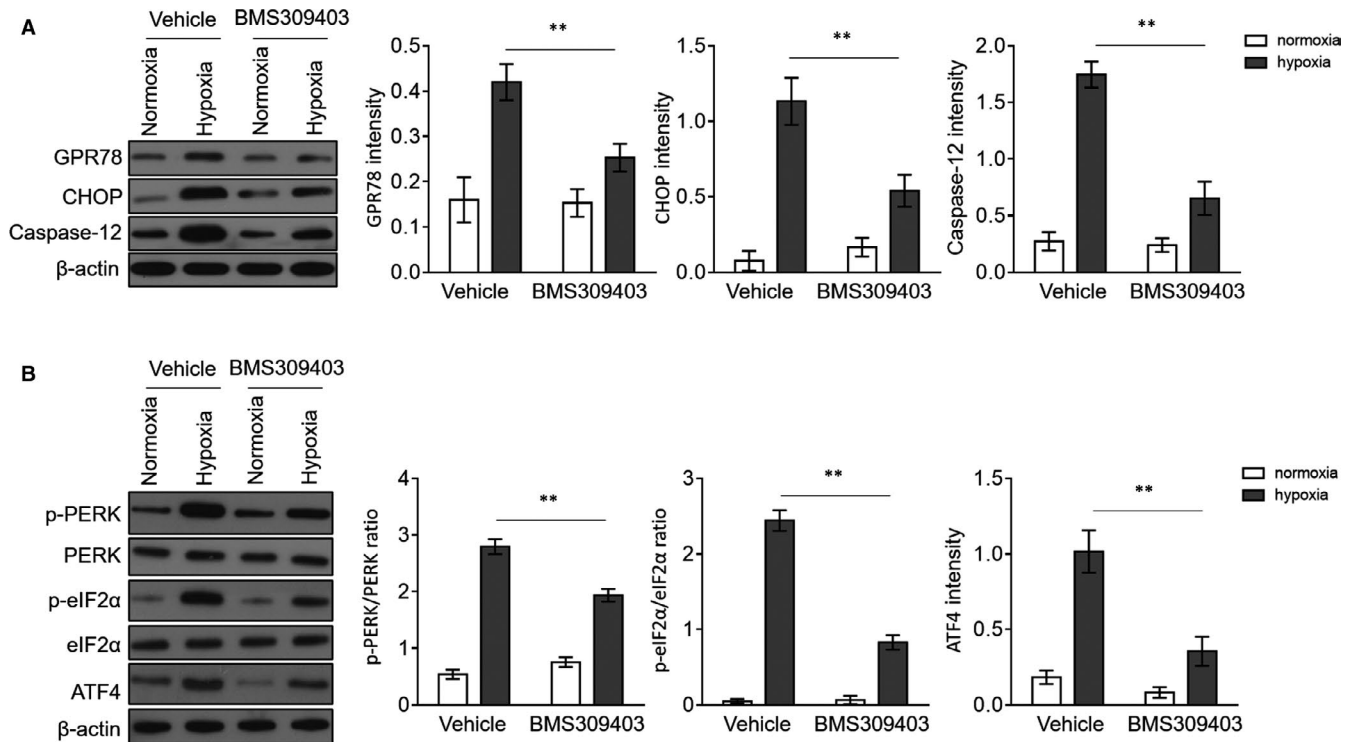 A
Vehicle BMS309403
Normoxia
Hypoxia
Normoxia
Hypoxia
GPR78
CHOP
Caspase-12
β-actin
GPR78 intensity
0.5
0.4
0.3
0.2
0.1
0.0
**
Vehicle BMS309403
CHOP intensity
1.5
1.0
0.5
0.0
**
Vehicle BMS309403
Caspase-12 intensity
2.0
1.5
1.0
0.5
0.0
**
Vehicle BMS309403
normoxia
hypoxia
B
Vehicle BMS309403
Normoxia
Hypoxia
Normoxia
Hypoxia
p-PERK
PERK
p-eIF2α
eIF2α
ATF4
β-actin
p-PERK/PERK ratio
4
3
2
1
0
**
Vehicle BMS309403
p-eIF2α/eIF2α ratio
3
2
1
0
**
Vehicle BMS309403
ATF4 intensity
1.5
1.0
0.5
0.0
**
Vehicle BMS309403
normoxia
hypoxia